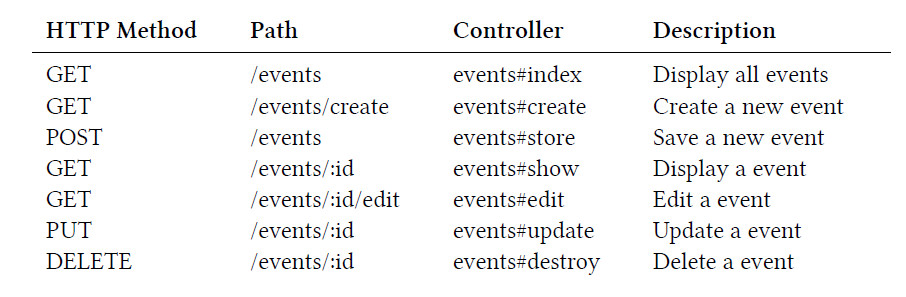 HTTP Method Path Controller Description
GET /events events#index Display all events
GET /events/create events#create Create a new event
POST /events events#store Save a new event
GET /events/:id events#show Display a event
GET /events/:id/edit events#edit Edit a event
PUT /events/:id events#update Update a event
DELETE /events/:id events#destroy Delete a event